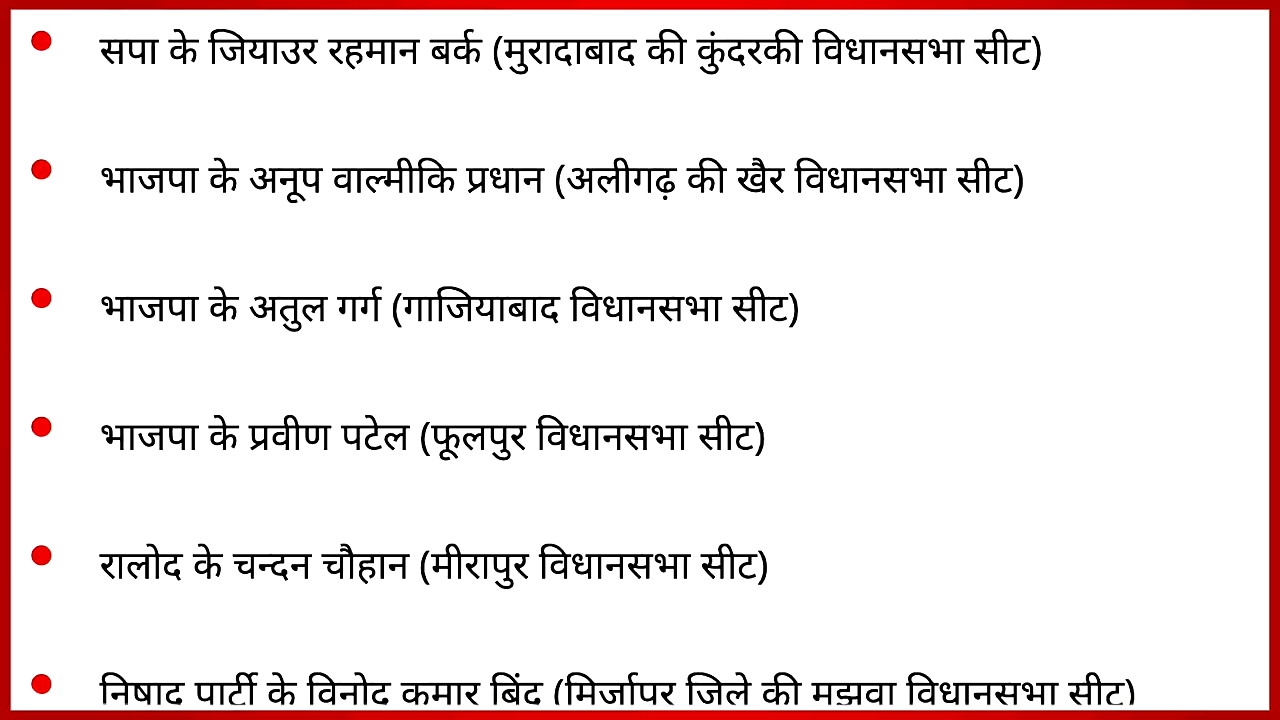 सपा के जियाउर रहमान बर्क (मुरादाबाद की कुंदरकी विधानसभा सीट)
भाजपा के अनूप वाल्मीकि प्रधान (अलीगढ़ की खैर विधानसभा सीट)
भाजपा के अतुल गर्ग (गाजियाबाद विधानसभा सीट)
भाजपा के प्रवीण पटेल (फूलपुर विधानसभा सीट)
रालोद के चन्दन चौहान (मीरापुर विधानसभा सीट)
निषाद पार्टी के विनोद कुमार बिंद (मिर्जापुर जिले की मझवा विधानसभा सीट)